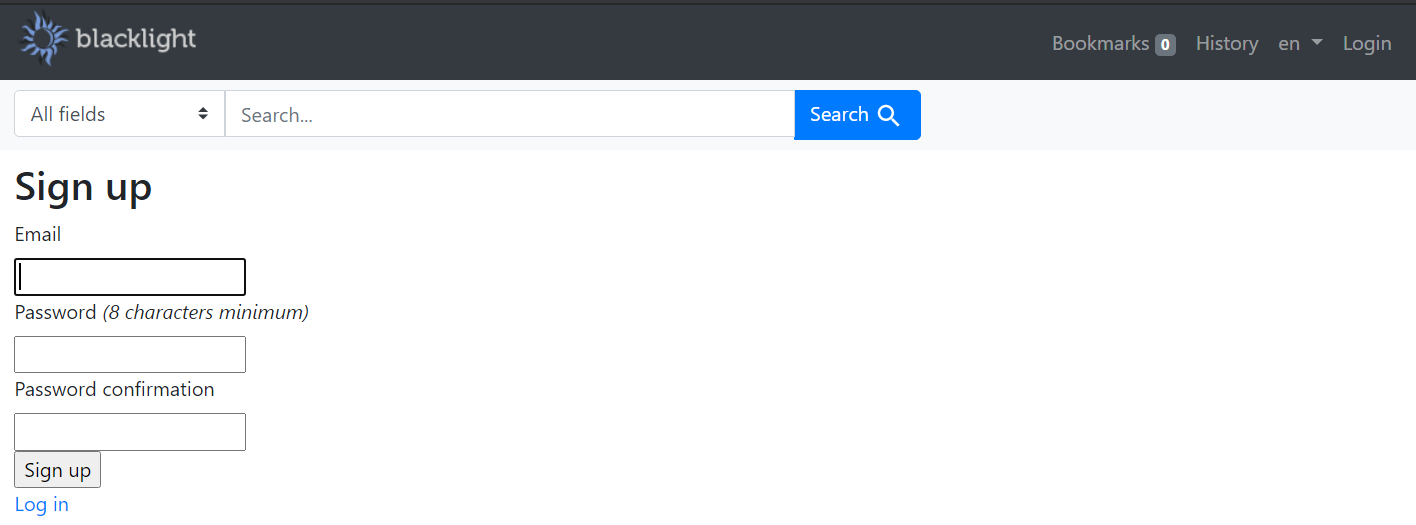 blacklight
Bookmarks 0 History en Login
All fields Search... Search
Sign up
Email
Password (8 characters minimum)
Password confirmation
Sign up
Log in